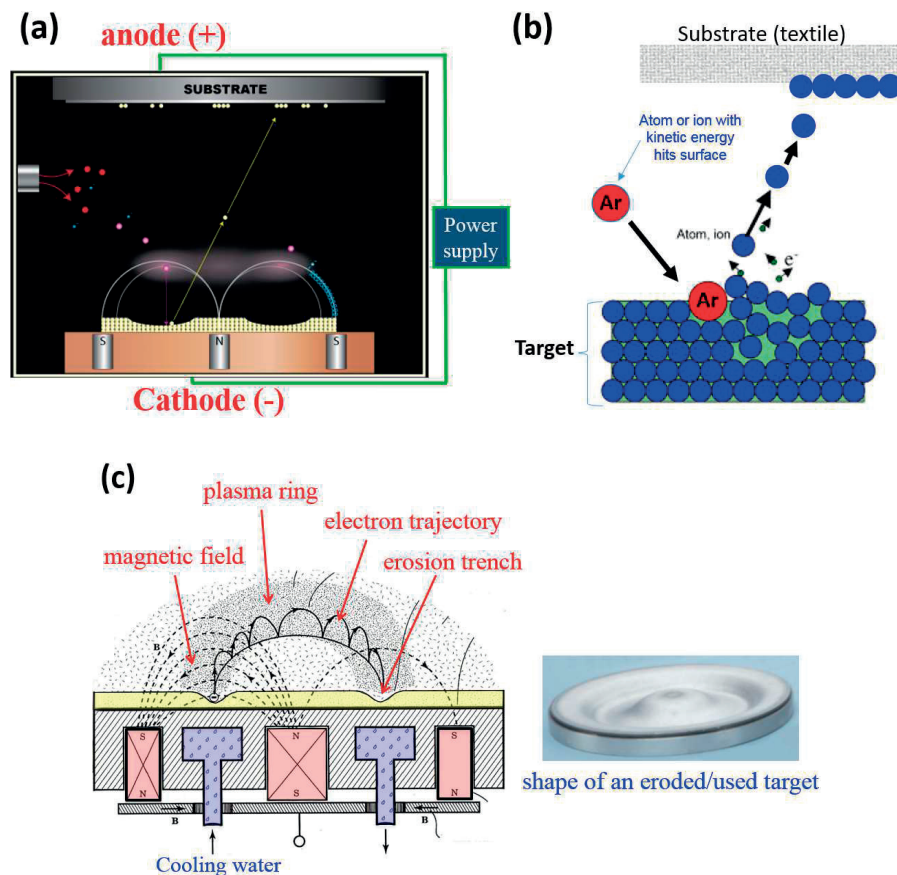 (a)
anode (+)
SUBSTRATE
Power
supply
S
N
S
Cathode (-)
(b)
Substrate (textile)
Atom or ion with
kinetic energy
hits surface
Ar
Atom, ion
e-
Ar
Target
(c)
plasma ring
electron trajectory
magnetic field
erosion trench
B
S
N
N
S
S
N
B
B
Cooling water
shape of an eroded/used target